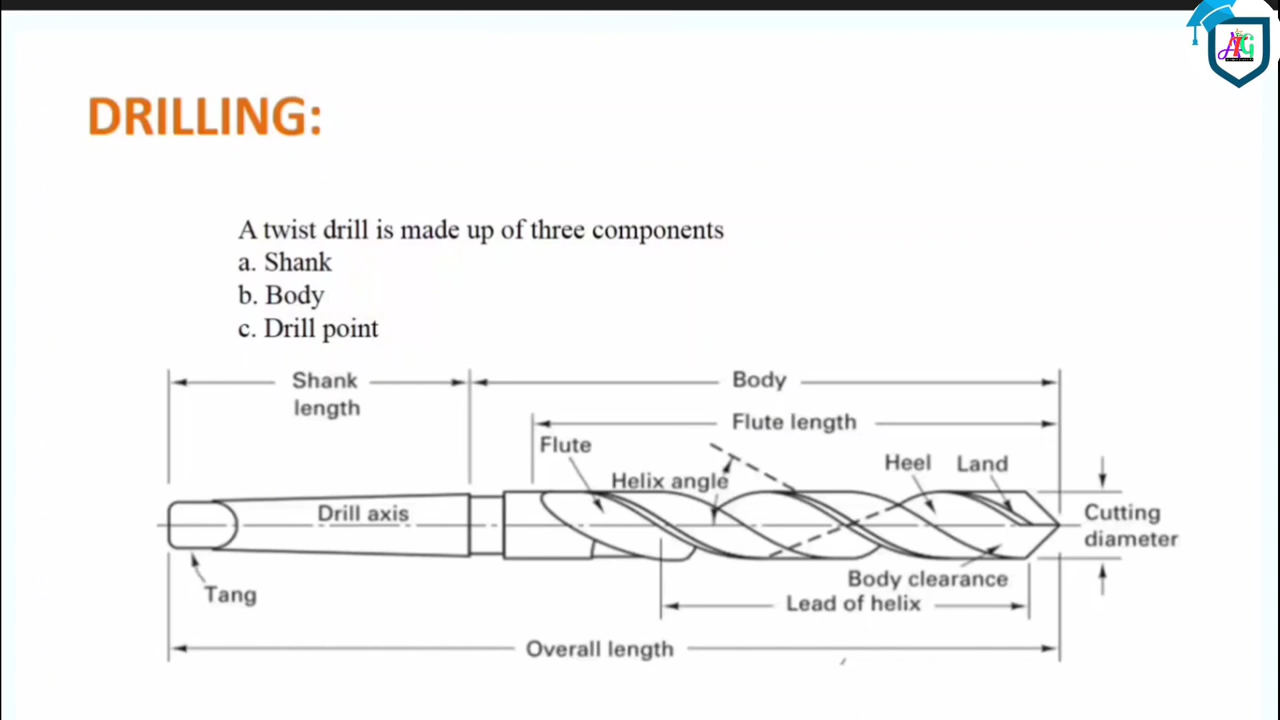 DRILLING:
A twist drill is made up of three components
a. Shank
b. Body
c. Drill point
Shank
length
Body
Flute length
Flute
Helix angle
Heel
Land
Drill axis
Cutting
diameter
Tang
Body clearance
Lead of helix
Overall length